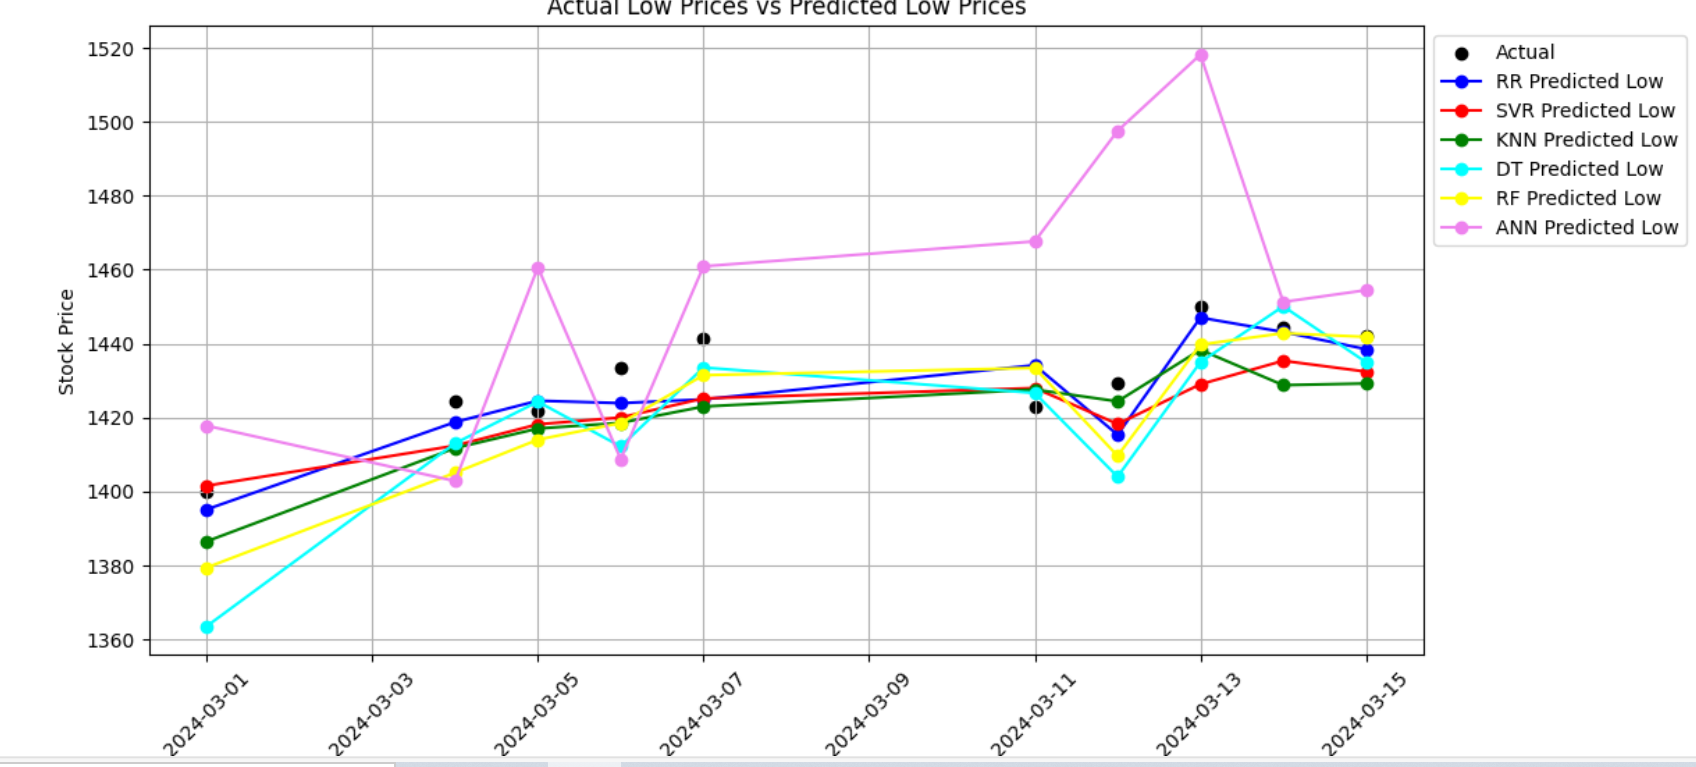 Actual Low Prices vs Predicted Low Prices
1520
1500
1480
1460
1440
1420
1400
1380
1360
Stock Price
2024-03-01
2024-03-03
2024-03-05
2024-03-07
2024-03-09
2024-03-11
2024-03-13
2024-03-15
Actual
RR Predicted Low
SVR Predicted Low
KNN Predicted Low
DT Predicted Low
RF Predicted Low
ANN Predicted Low